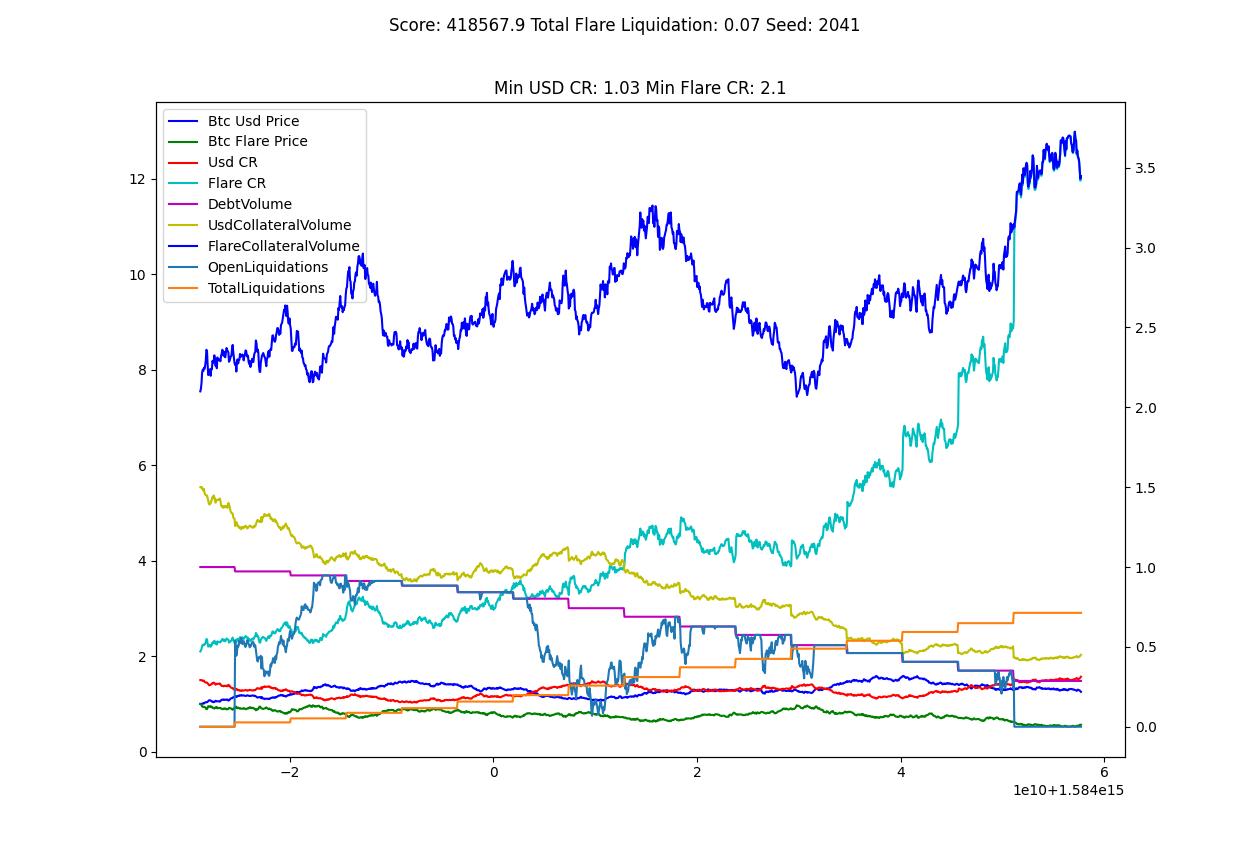 Score: 418567.9 Total Flare Liquidation: 0.07 Seed: 2041
Min USD CR: 1.03 Min Flare CR: 2.1
Btc Usd Price
Btc Flare Price
Usd CR
Flare CR
DebtVolume
UsdCollateralVolume
FlareCollateralVolume
OpenLiquidations
TotalLiquidations
12
10
8
6
4
2
0
3.5
3.0
2.5
2.0
1.5
1.0
0.5
0.0
−2 0 2 4 6
1e10+1.584e15